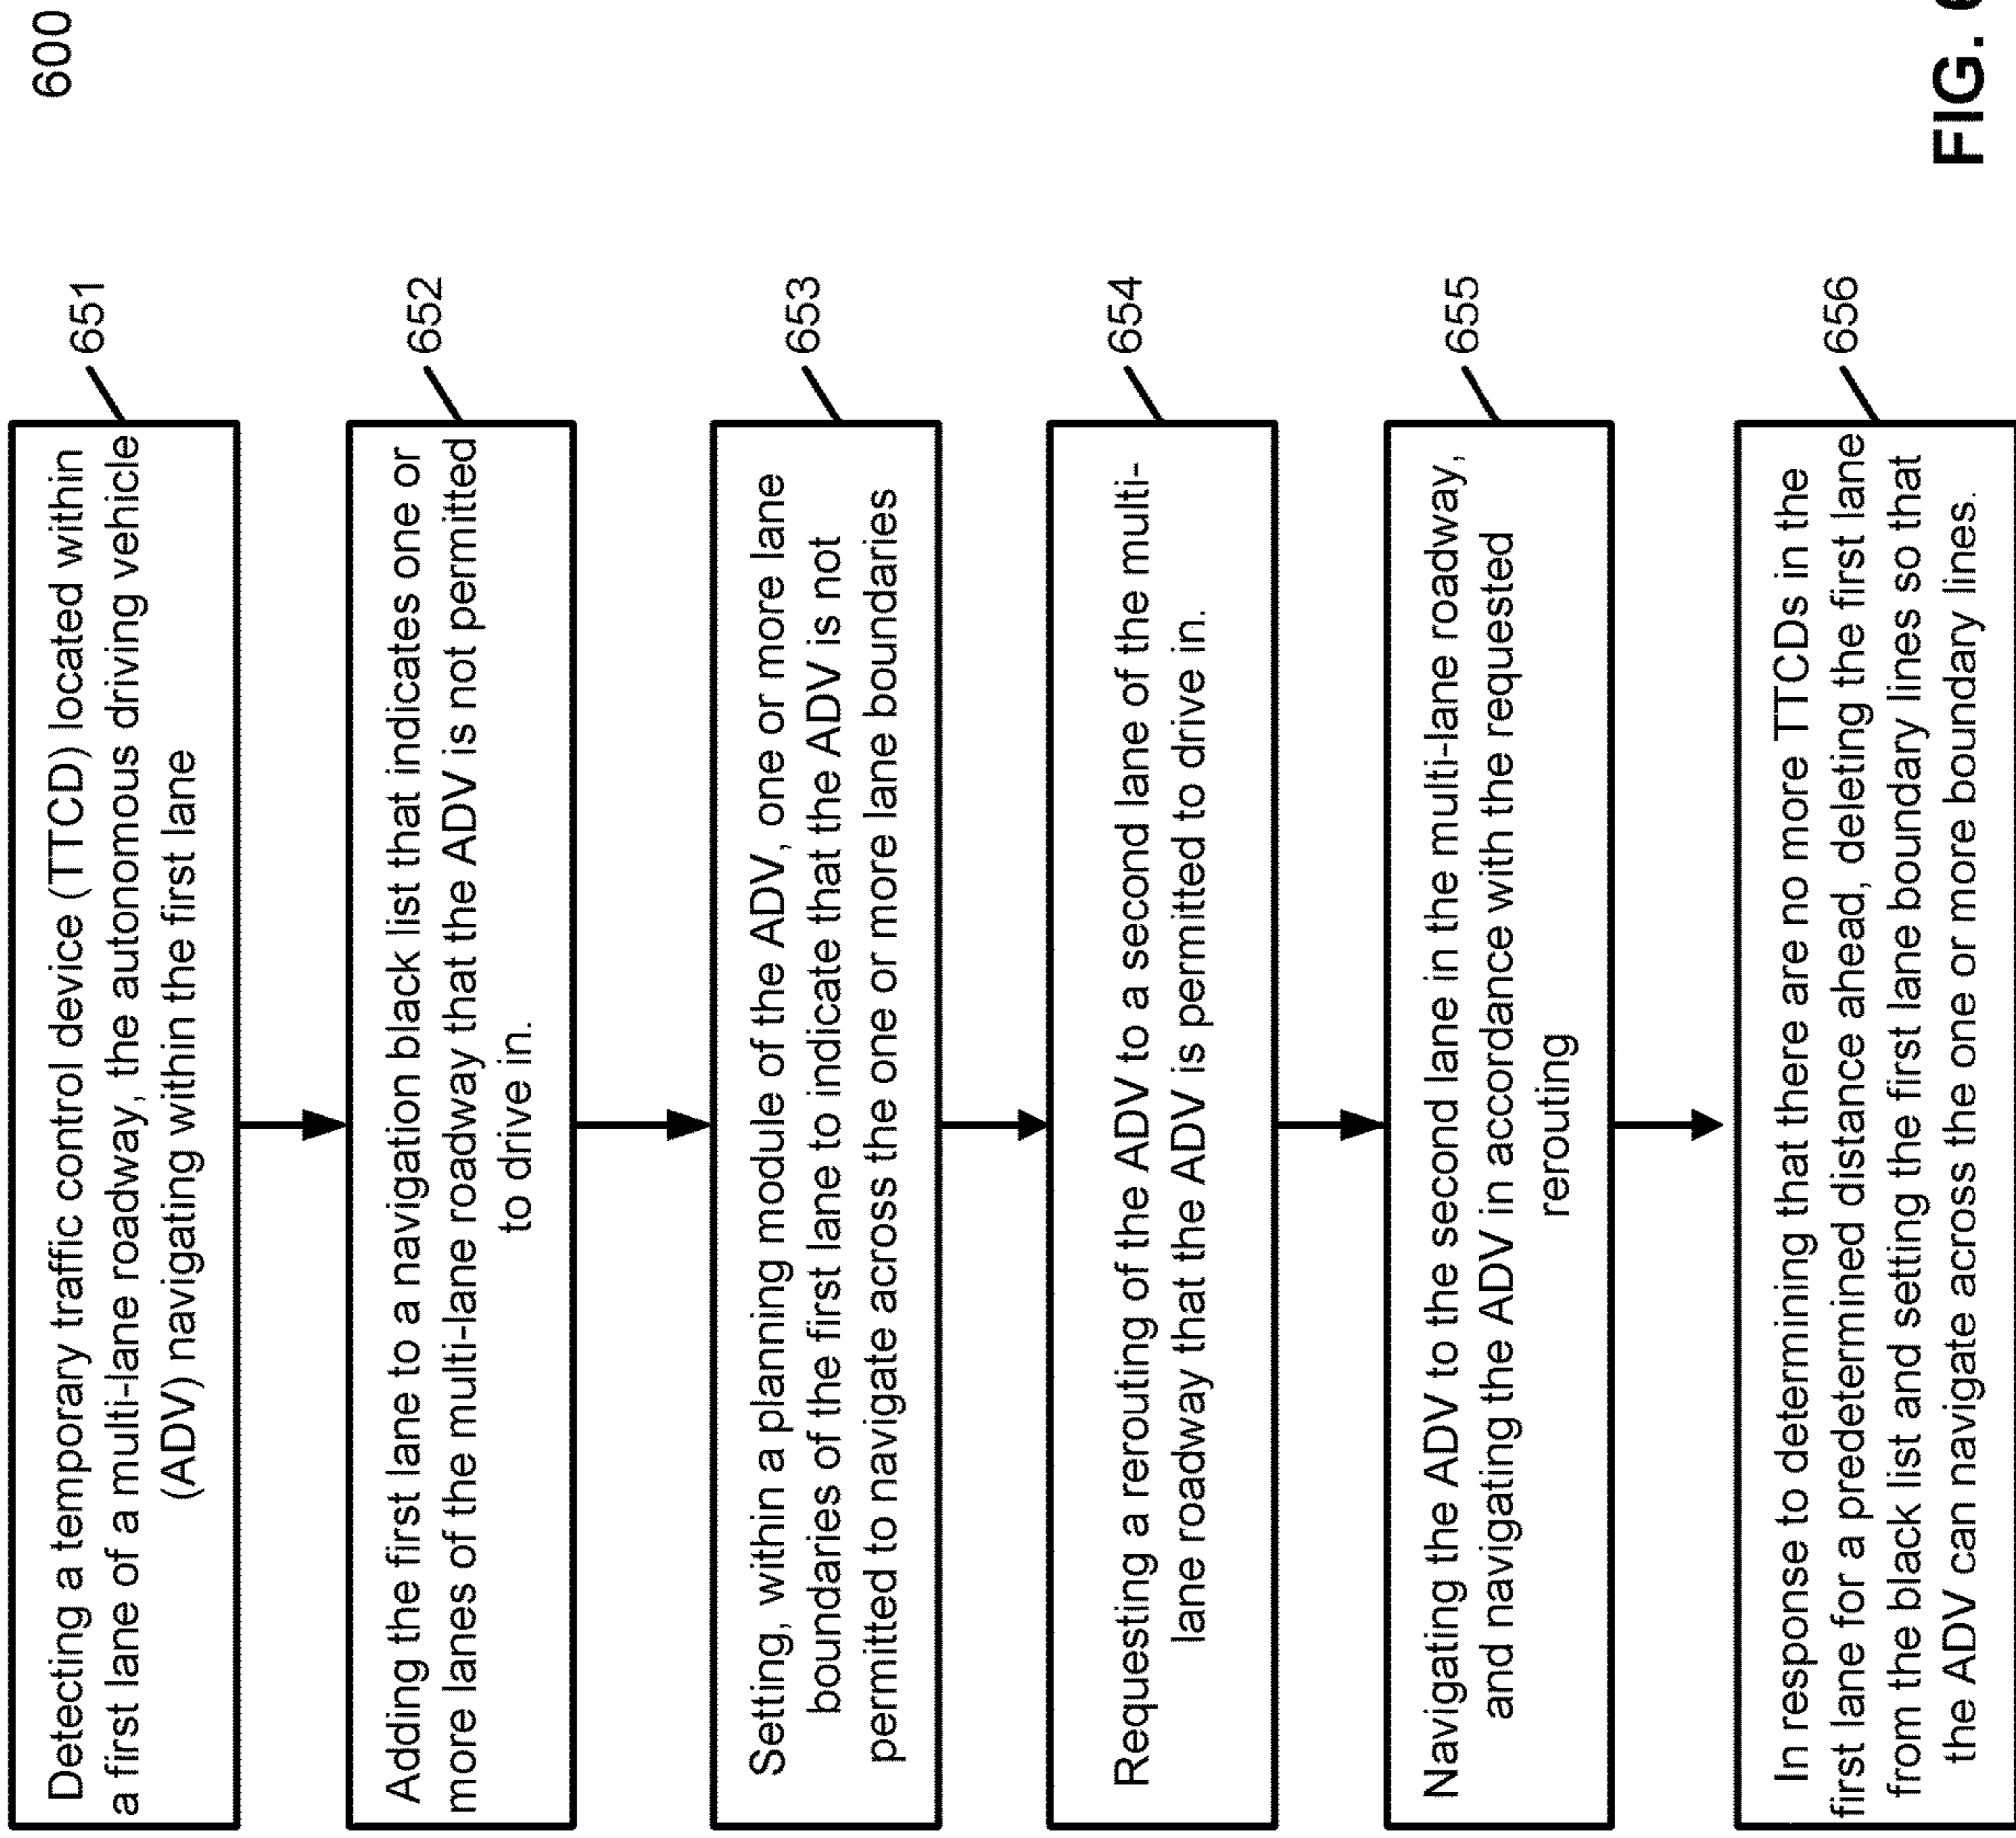 600
Detecting a temporary traffic control device (TTCD) located within
a first lane of a multi-lane roadway, the autonomous driving vehicle
(ADV) navigating within the first lane
651
Adding the first lane to a navigation black list that indicates one or
more lanes of the multi-lane roadway that the ADV is not permitted
to drive in.
652
Setting, within a planning module of the ADV, one or more lane
boundaries of the first lane to indicate that the ADV is not
permitted to navigate across the one or more lane boundaries
653
Requesting a rerouting of the ADV to a second lane of the multi-
lane roadway that the ADV is permitted to drive in.
654
Navigating the ADV to the second lane in the multi-lane roadway,
and navigating the ADV in accordance with the requested
rerouting
655
In response to determining that there are no more TTCDs in the
first lane for a predetermined distance ahead, deleting the first lane
from the black list and setting the first lane boundary lines so that
the ADV can navigate across the one or more boundary lines.
656
FIG.